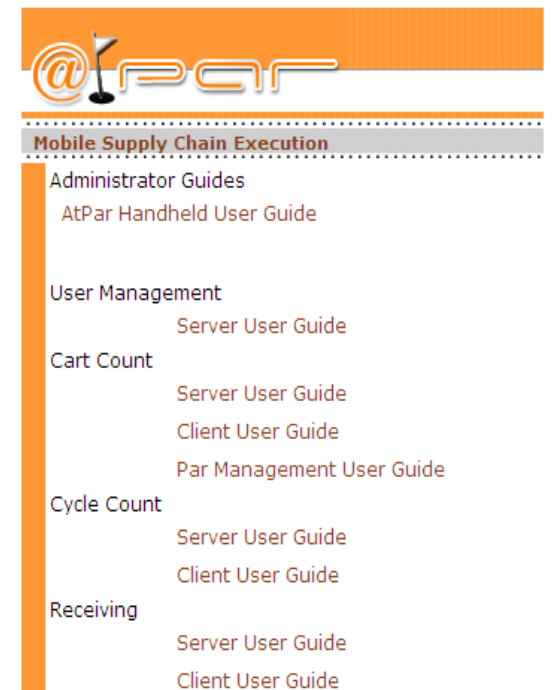 @par
Mobile Supply Chain Execution
Administrator Guides
AtPar Handheld User Guide
User Management
Server User Guide
Cart Count
Server User Guide
Client User Guide
Par Management User Guide
Cycle Count
Server User Guide
Client User Guide
Receiving
Server User Guide
Client User Guide